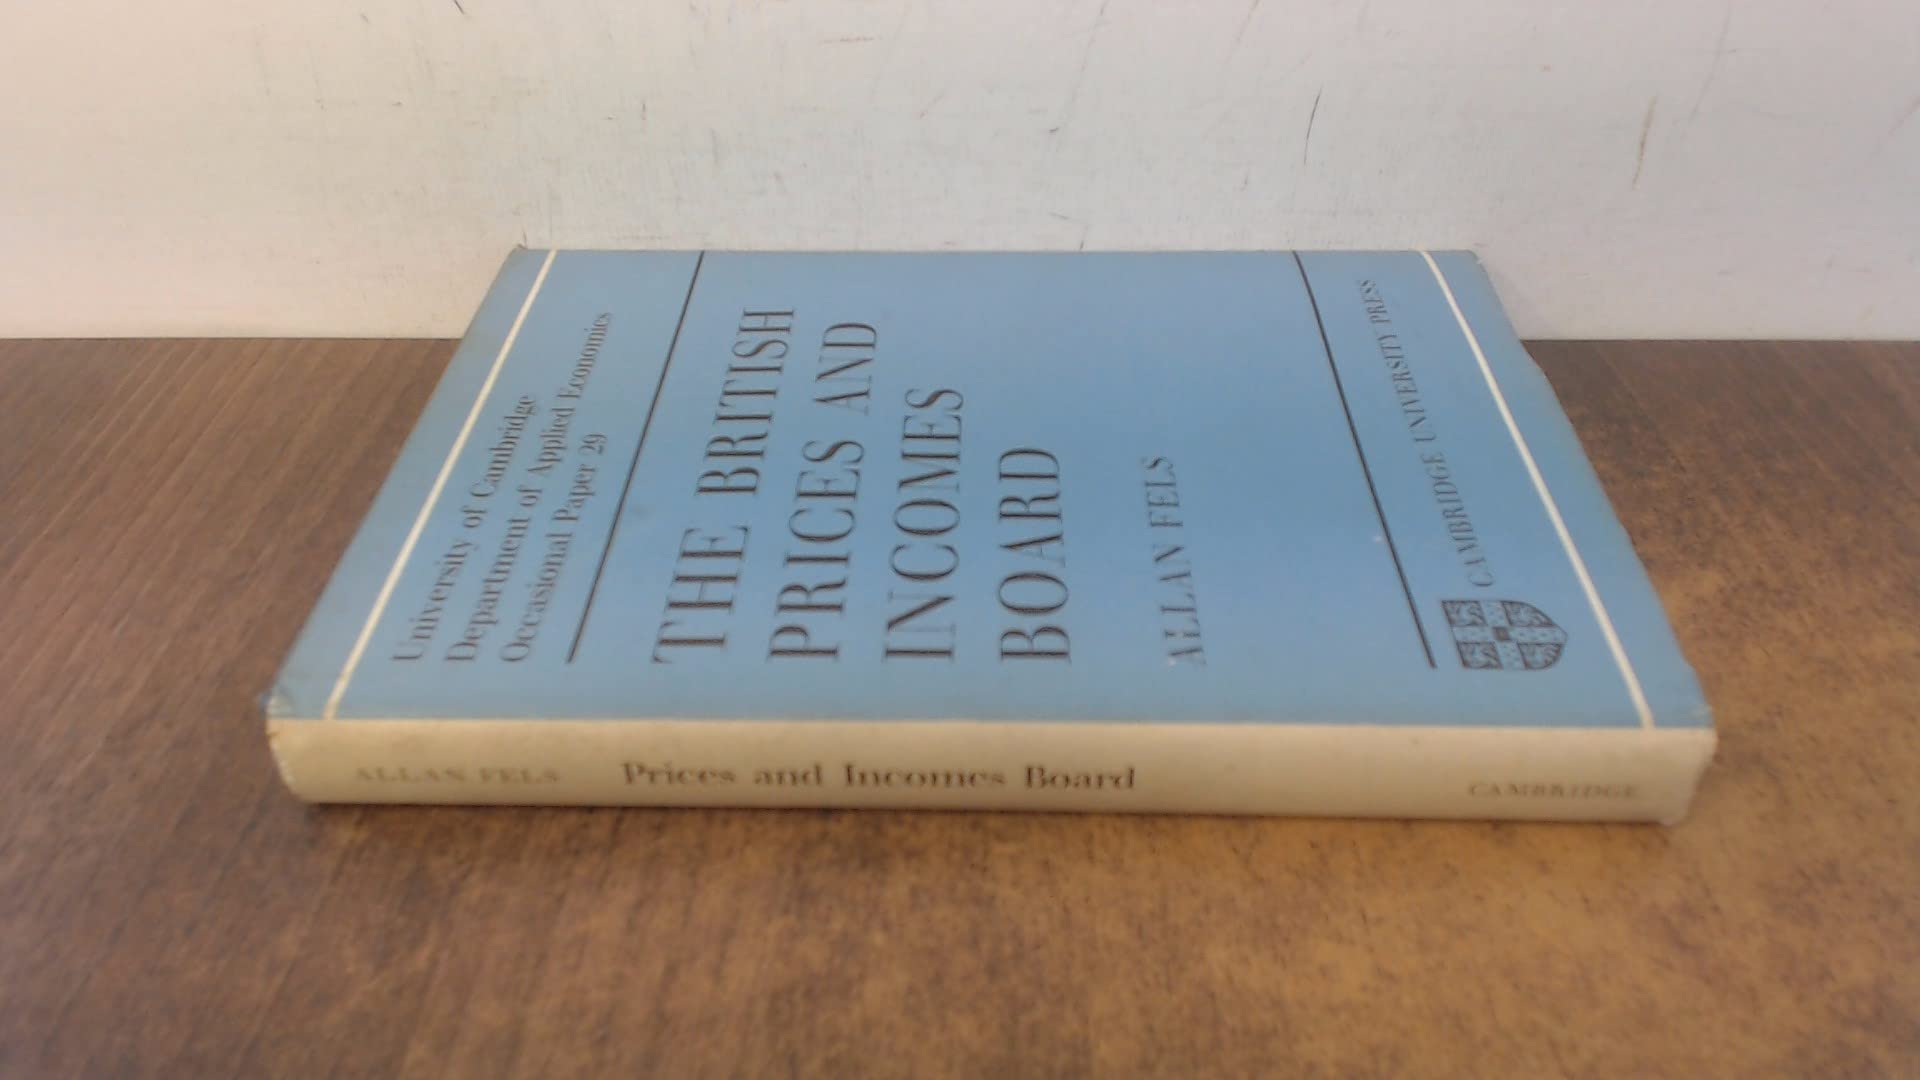 University of Cambridge
Department of Applied Economics
Occasional Paper 29
THE BRITISH
PRICES AND
INCOMES
BOARD
ALLAN FELS
CAMBRIDGE UNIVERSITY PRESS
ALLAN FELS Prices and Incomes Board CAMBRIDGE